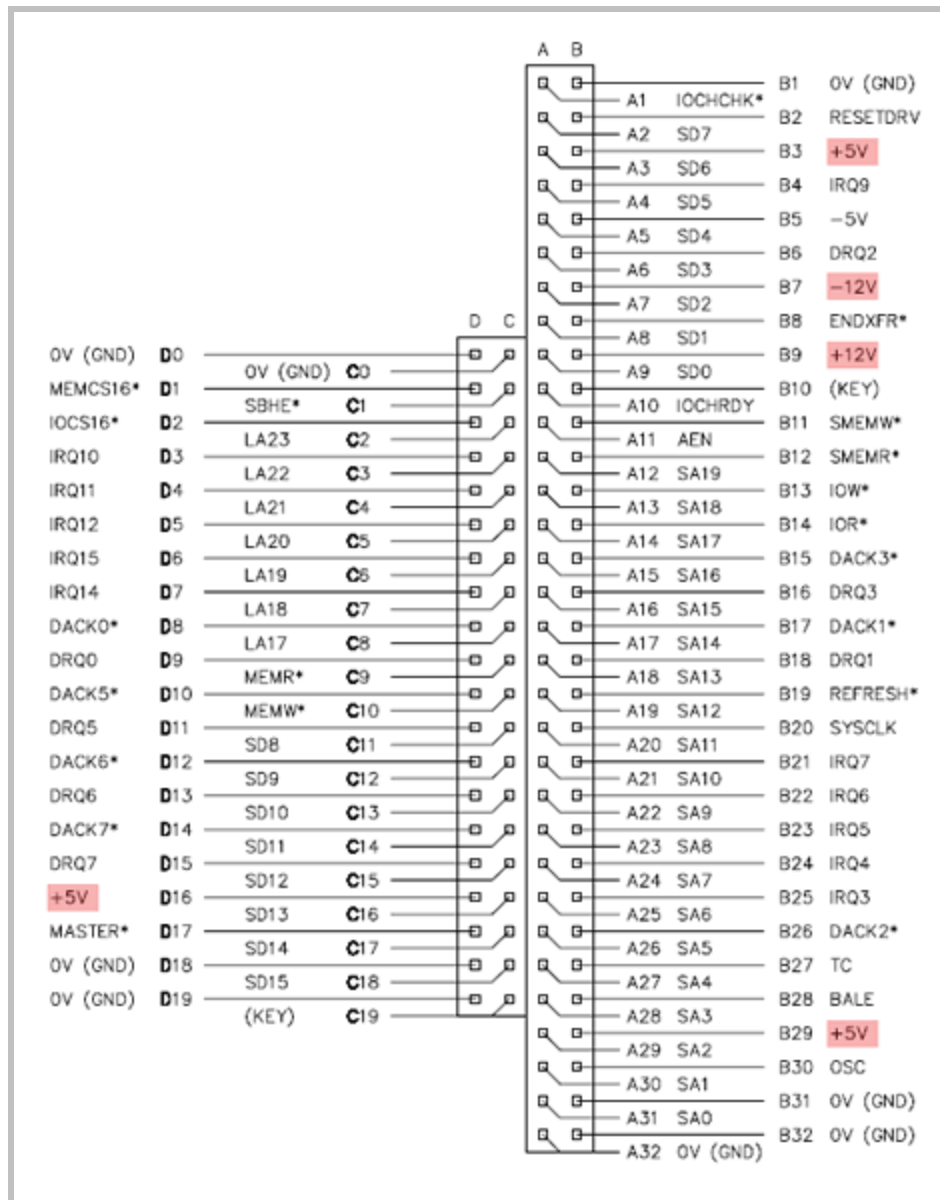 A B
B1 0V (GND)
A1 IOCHCHK*
B2 RESETDRV
A2 SD7
B3 +5V
A3 SD6
B4 IRQ9
A4 SD5
B5 -5V
A5 SD4
B6 DRQ2
A6 SD3
B7 -12V
A7 SD2
B8 ENDXFR*
D C
A8 SD1
0V (GND) D0
B9 +12V
0V (GND) C0
A9 SD0
MEMCS16* D1
B10 (KEY)
SBHE* C1
A10 IOCHRDY
IOCS16* D2
B11 SMEMW*
LA23 C2
A11 AEN
IRQ10 D3
B12 SMEMR*
LA22 C3
A12 SA19
IRQ11 D4
B13 IOW*
LA21 C4
A13 SA18
IRQ12 D5
B14 IOR*
LA20 C5
A14 SA17
IRQ15 D6
B15 DACK3*
LA19 C6
A15 SA16
IRQ14 D7
B16 DRQ3
LA18 C7
A16 SA15
DACK0* D8
B17 DACK1*
LA17 C8
A17 SA14
DRQ0 D9
B18 DRQ1
MEMR* C9
A18 SA13
DACK5* D10
B19 REFRESH*
MEMW* C10
A19 SA12
DRQ5 D11
B20 SYSCLK
SD8 C11
A20 SA11
DACK6* D12
B21 IRQ7
SD9 C12
A21 SA10
DRQ6 D13
B22 IRQ6
SD10 C13
A22 SA9
DACK7* D14
B23 IRQ5
SD11 C14
A23 SA8
DRQ7 D15
B24 IRQ4
SD12 C15
A24 SA7
+5V D16
B25 IRQ3
SD13 C16
A25 SA6
MASTER* D17
B26 DACK2*
SD14 C17
A26 SA5
0V (GND) D18
B27 TC
SD15 C18
A27 SA4
0V (GND) D19
B28 BALE
(KEY) C19
A28 SA3
B29 +5V
A29 SA2
B30 OSC
A30 SA1
B31 0V (GND)
A31 SA0
B32 0V (GND)
A32 0V (GND)